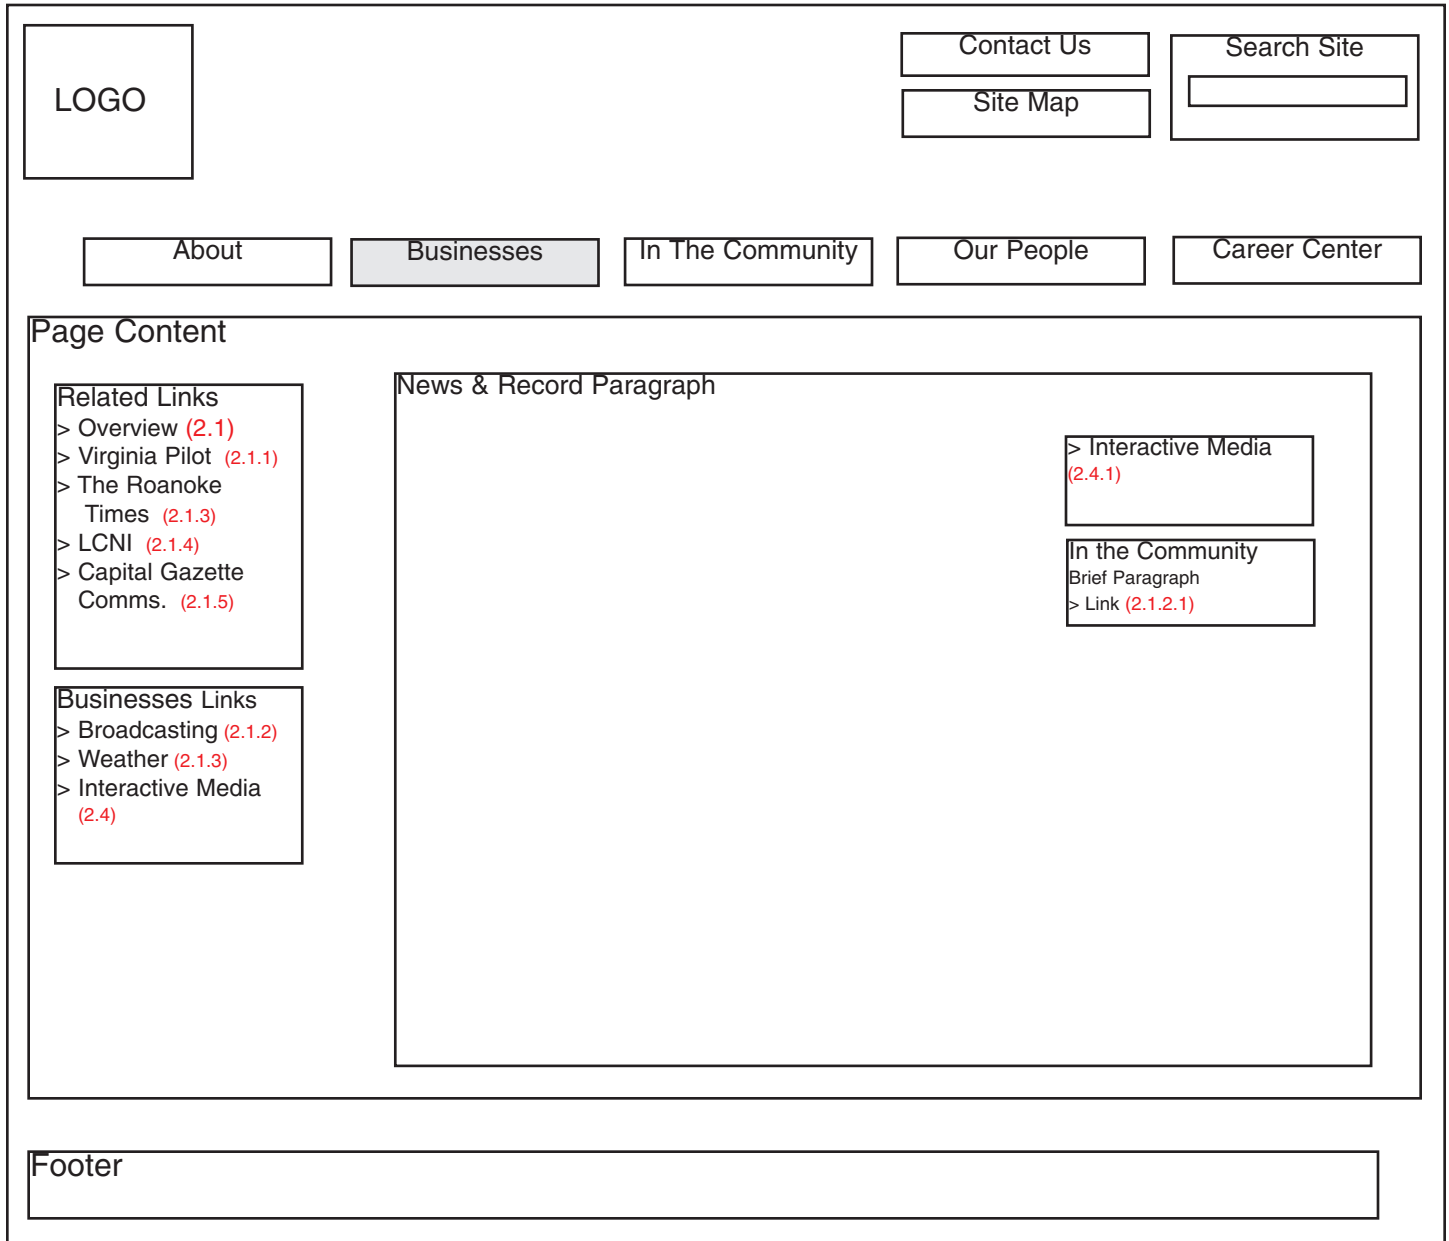 LOGO
Contact Us
Site Map
Search Site
About
Businesses
In The Community
Our People
Career Center
Page Content
Related Links
> Overview (2.1)
> Virginia Pilot (2.1.1)
> The Roanoke
Times (2.1.3)
> LCNI (2.1.4)
> Capital Gazette
Comms. (2.1.5)
Businesses Links
> Broadcasting (2.1.2)
> Weather (2.1.3)
> Interactive Media
(2.4)
News & Record Paragraph
> Interactive Media
(2.4.1)
In the Community
Brief Paragraph
> Link (2.1.2.1)
Footer